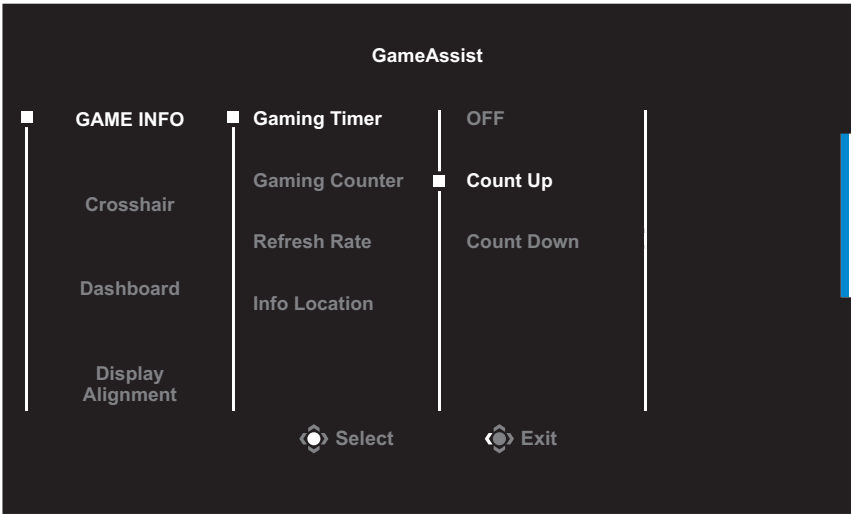 GameAssist
GAME INFO
Crosshair
Dashboard
Display
Alignment
Gaming Timer
Gaming Counter
Refresh Rate
Info Location
OFF
Count Up
Count Down
Select
Exit